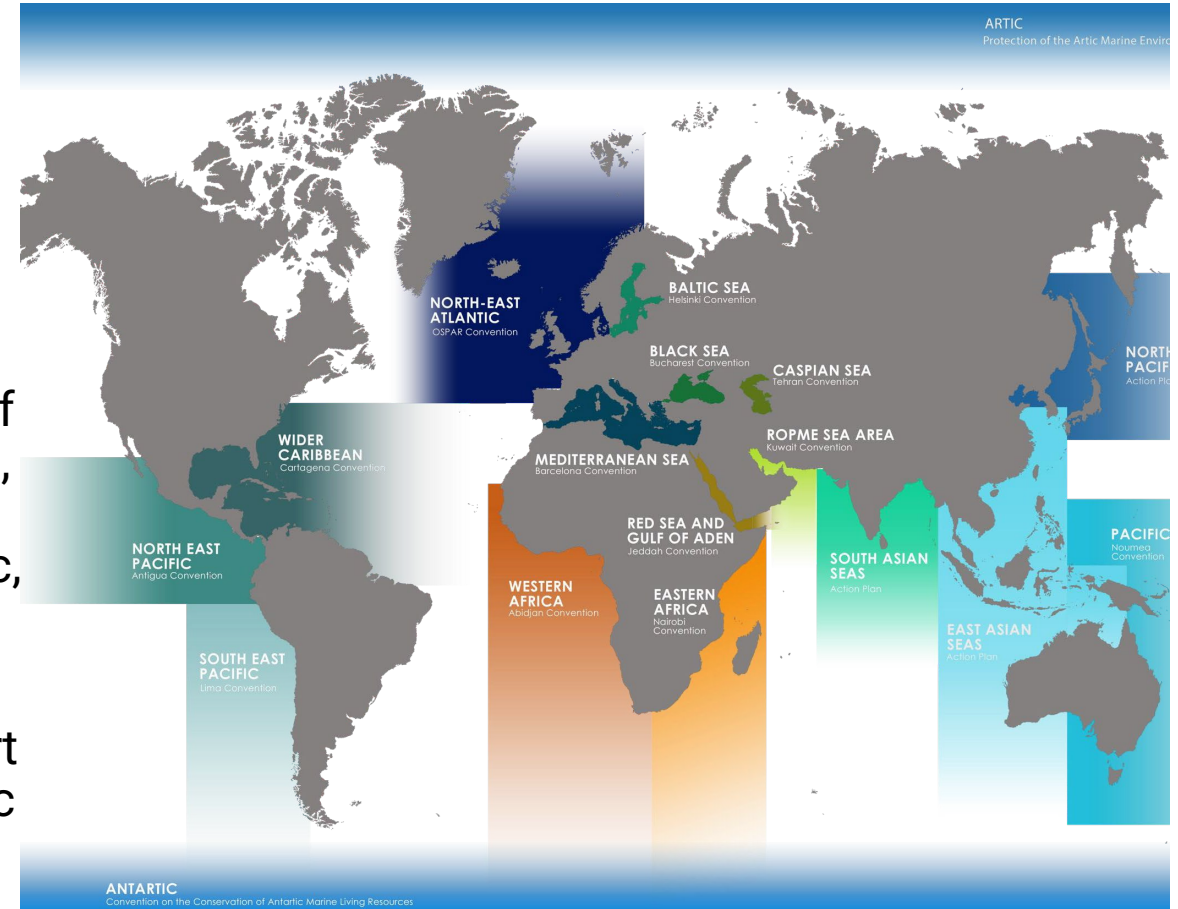 ARTIC
Protection of the Artic Marine Enviro
f
,
c,
rt
c
NORTH-EAST
ATLANTIC
OSPAR Convention
BALTIC SEA
Helsinki Convention
BLACK SEA
Bucharest Convention
CASPIAN SEA
Tehran Convention
NORTH
PACIF
Action Pla
WIDER
CARIBBEAN
Cartagena Convention
MEDITERRANEAN SEA
Barcelona Convention
ROPME SEA AREA
Kuwait Convention
RED SEA AND
GULF OF ADEN
Jeddah Convention
NORTH EAST
PACIFIC
Antigua Convention
WESTERN
AFRICA
Abidjan Convention
EASTERN
AFRICA
Nairobi
Convention
SOUTH ASIAN
SEAS
Action Plan
PACIFIC
Noumea
Convention
EAST ASIAN
SEAS
Action Plan
SOUTH EAST
PACIFIC
Lima Convention
ANTARTIC
Convention on the Conservation of Antartic Marine Living Resources